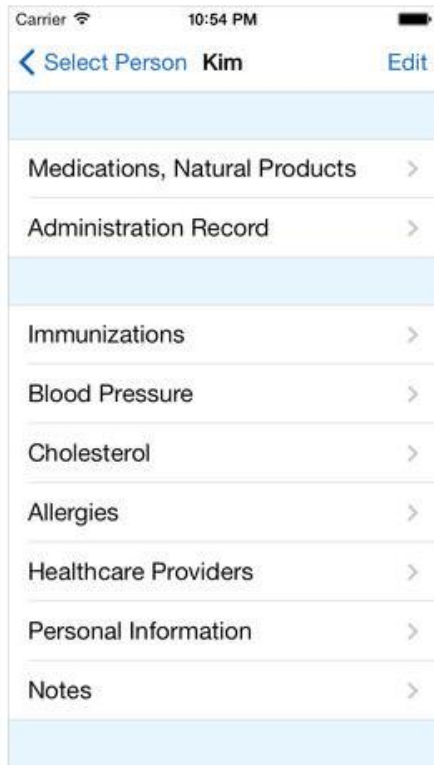 Carrier 10:54 PM
Select Person Kim Edit
Medications, Natural Products
Administration Record
Immunizations
Blood Pressure
Cholesterol
Allergies
Healthcare Providers
Personal Information
Notes